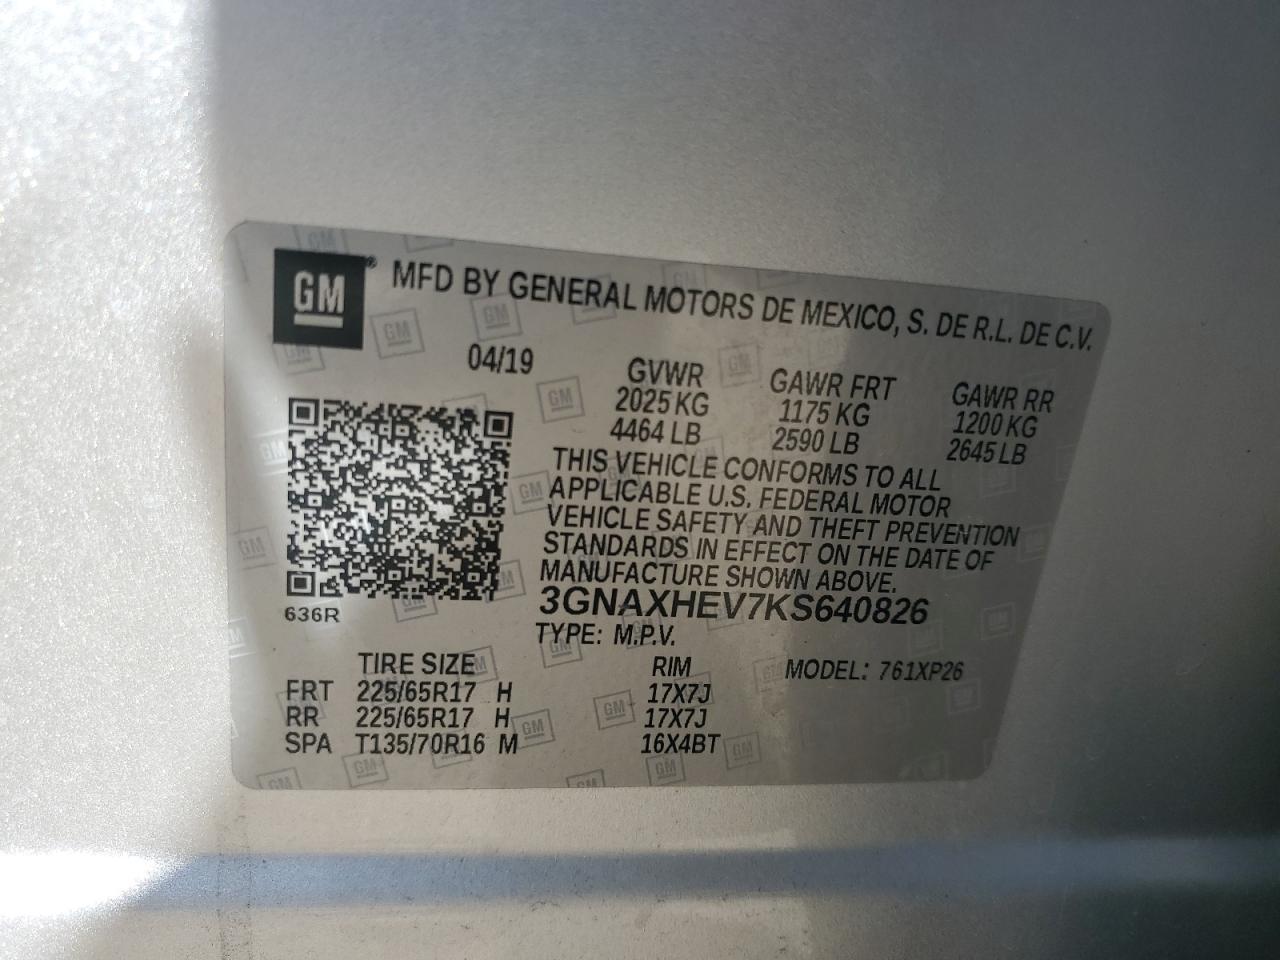 GM® MFD BY GENERAL MOTORS DE MEXICO, S. DE R.L. DE C.V.
04/19
GVWR GAWR FRT GAWR RR
2025 KG 1175 KG 1200 KG
4464 LB 2590 LB 2645 LB
THIS VEHICLE CONFORMS TO ALL
APPLICABLE U.S. FEDERAL MOTOR
VEHICLE SAFETY AND THEFT PREVENTION
STANDARDS IN EFFECT ON THE DATE OF
MANUFACTURE SHOWN ABOVE.
3GNAXHEV7KS640826
636R
TYPE: M.P.V.
TIRE SIZE RIM MODEL: 761XP26
FRT 225/65R17 H 17X7J
RR 225/65R17 H 17X7J
SPA T135/70R16 M 16X4BT